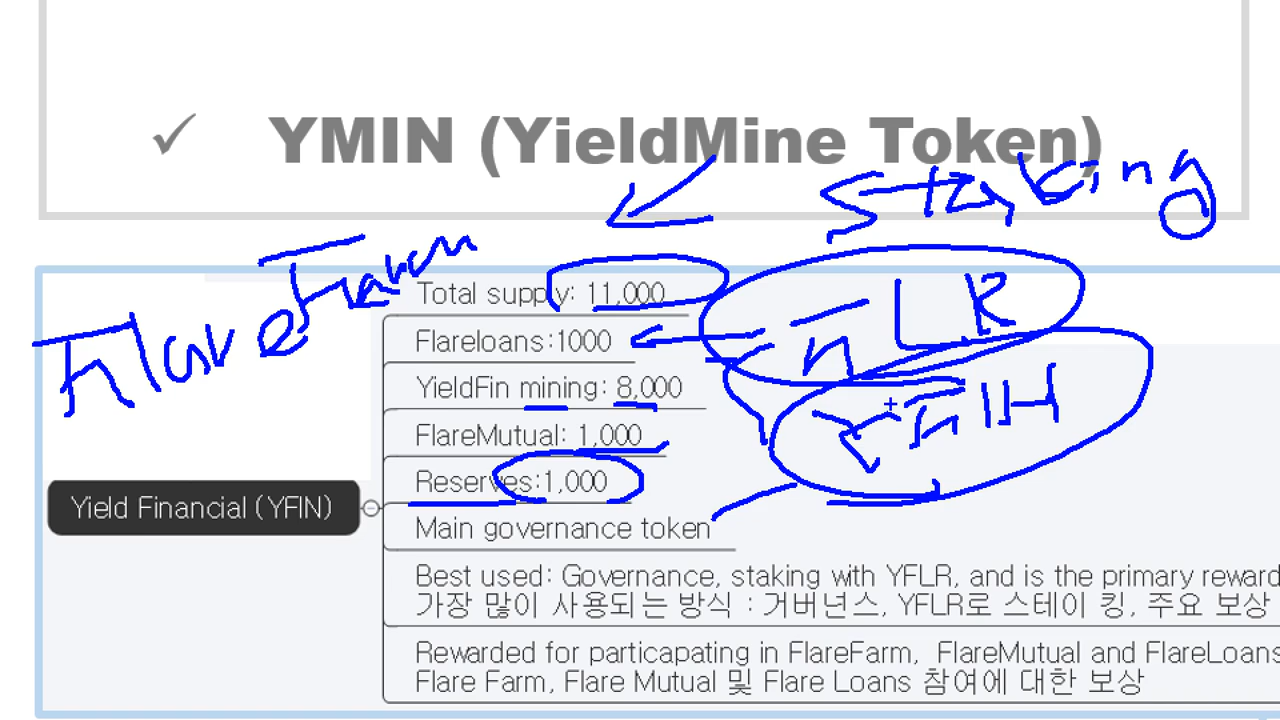 ✓ YMIN (YieldMine Token)
Staking
Flare Token
Total supply: 11,000
FLR
Flareloans:1000
YieldFin mining: 8,000
YFIN
FlareMutual: 1,000
Reserves:1,000
Yield Financial (YFIN)
Main governance token
Best used: Governance, staking with YFLR, and is the primary reward
가장 많이 사용되는 방식 : 거버넌스, YFLR로 스테이 킹, 주요 보상
Rewarded for particapating in FlareFarm, FlareMutual and FlareLoans
Flare Farm, Flare Mutual 및 Flare Loans 참여에 대한 보상